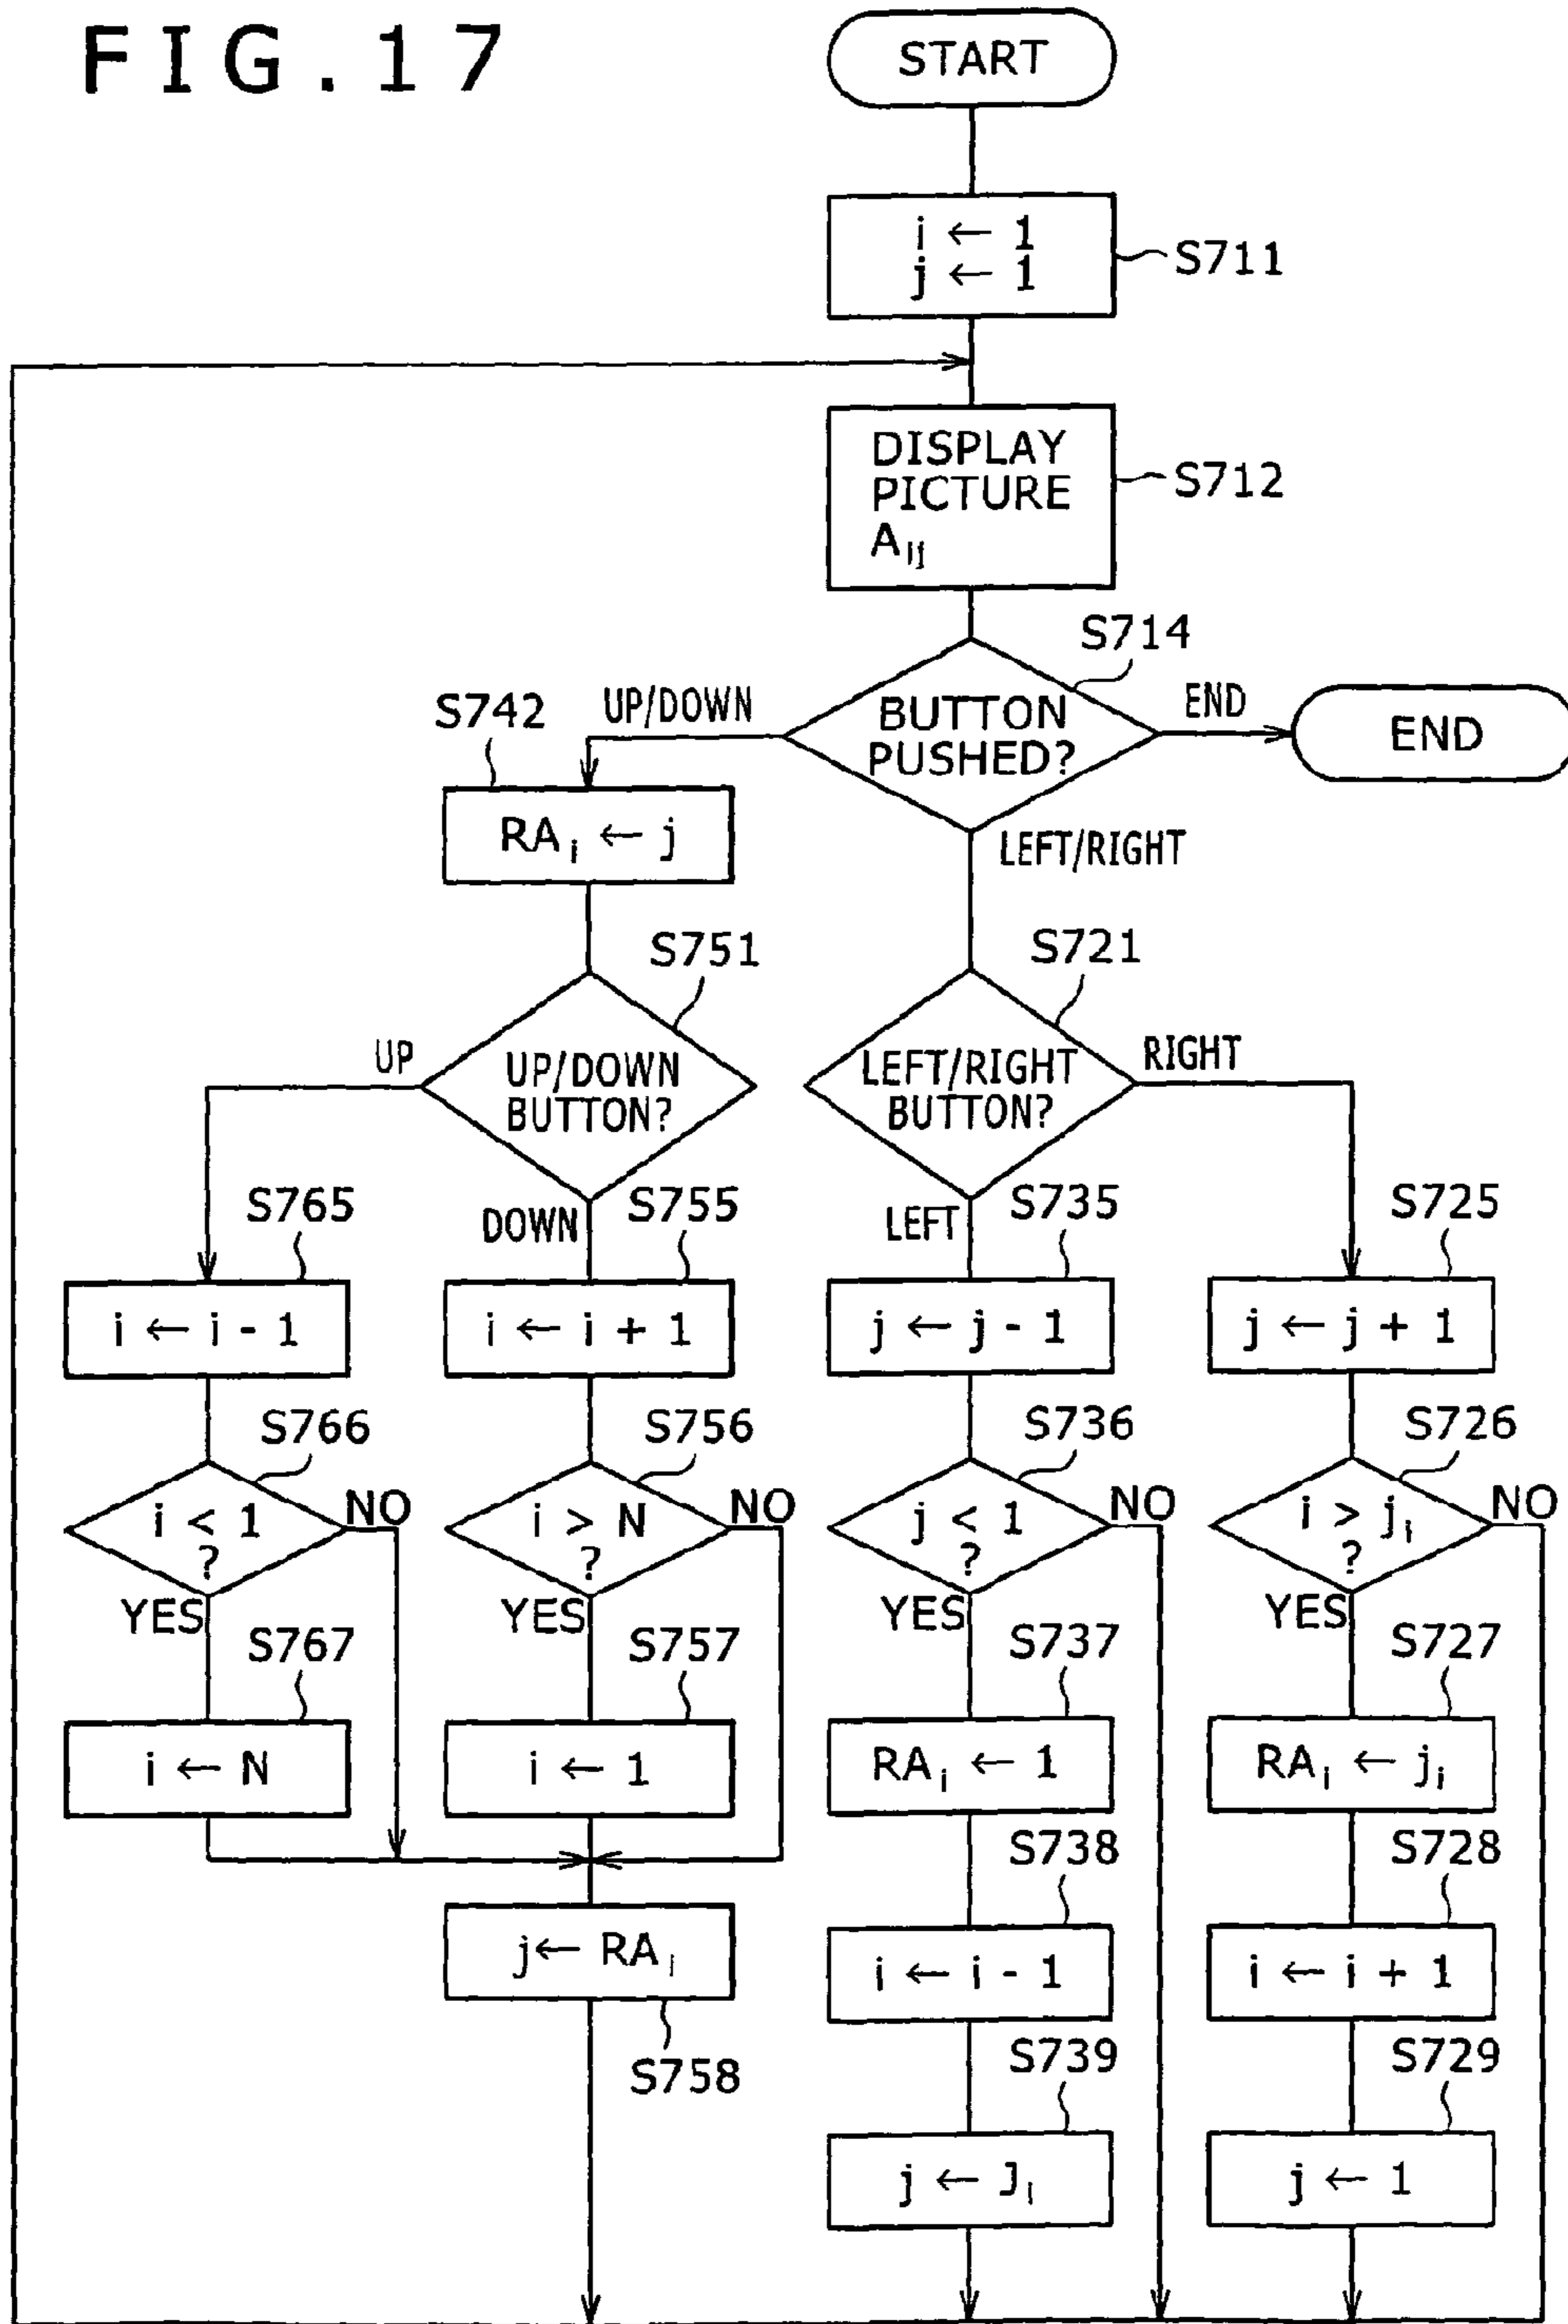 FIG.17
START
i ← 1
j ← 1
S711
DISPLAY
PICTURE
Aij
S712
S714
BUTTON
PUSHED?
UP/DOWN
END
END
LEFT/RIGHT
S742
RAi ← j
S751
UP/DOWN
BUTTON?
UP
DOWN
S721
LEFT/RIGHT
BUTTON?
RIGHT
LEFT
S765
i ← i - 1
S755
i ← i + 1
S735
j ← j - 1
S725
j ← j + 1
S766
i < 1
?
NO
YES
S756
i > N
?
NO
YES
S736
j < 1
?
NO
YES
S726
i > ji
?
NO
YES
S767
i ← N
S757
i ← 1
S737
RAi ← 1
S727
RAi ← ji
S758
j ← RAi
S738
i ← i - 1
S728
i ← i + 1
S739
j ← Ji
S729
j ← 1